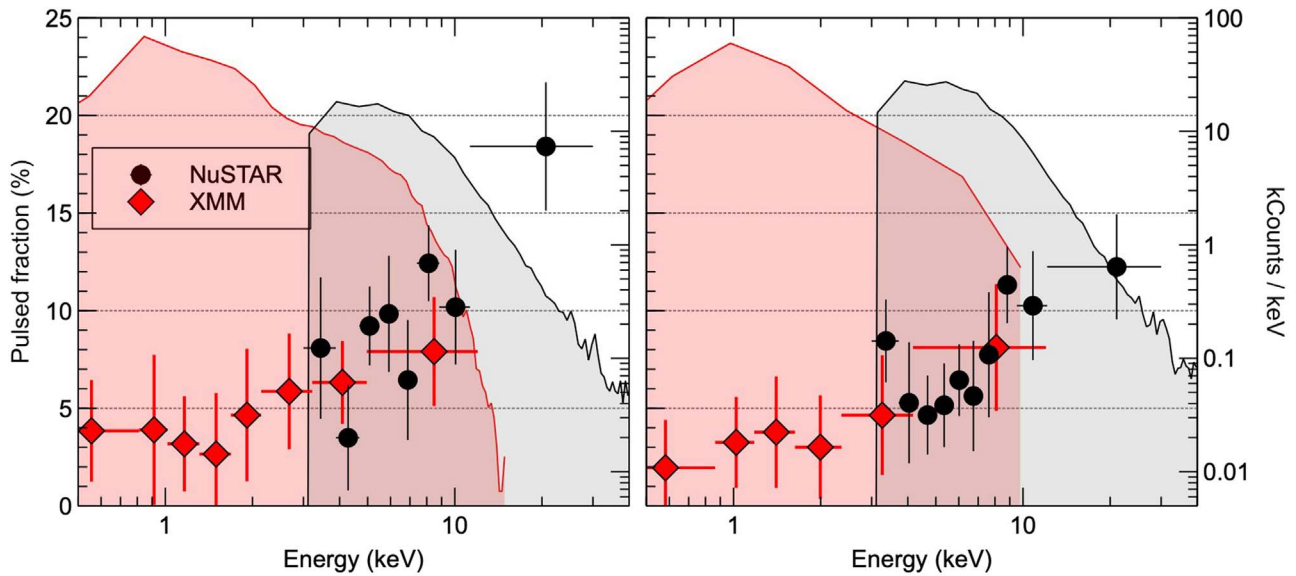 25
20
15
10
5
0
Pulsed fraction (%)
NuSTAR
XMM
1
10
Energy (keV)
1
10
Energy (keV)
100
10
1
0.1
0.01
kCounts / keV